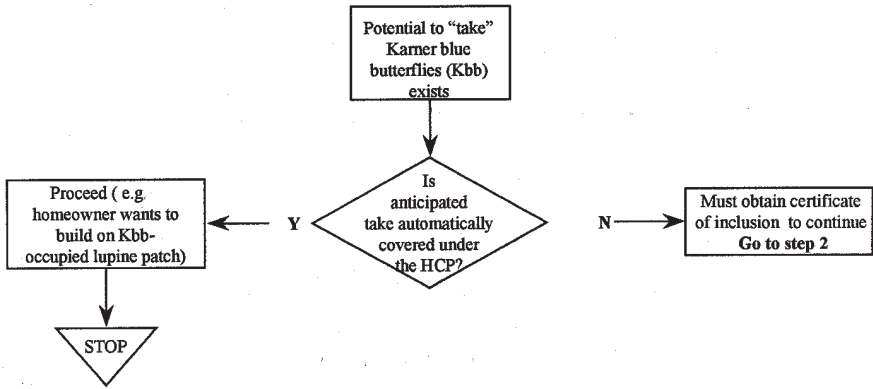 Potential to "take"
Karner blue
butterflies (Kbb)
exists
Is
anticipated
take automatically
covered under
the HCP?
Y
N
Proceed ( e.g.
homeowner wants to
build on Kbb-
occupied lupine patch)
STOP
Must obtain certificate
of inclusion to continue
Go to step 2